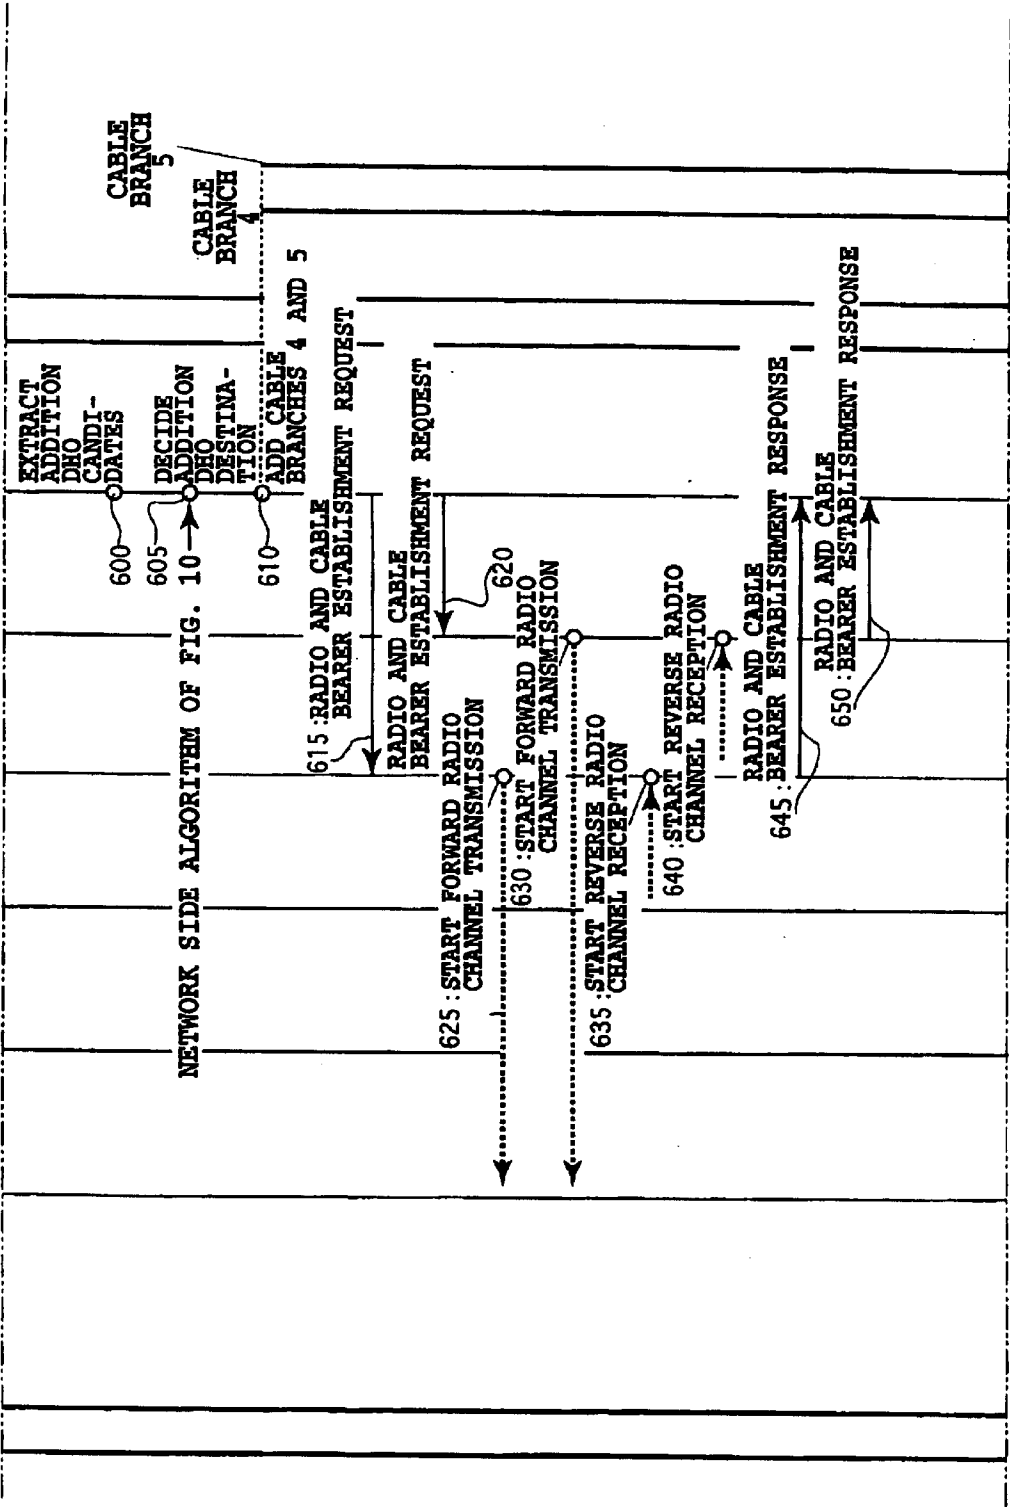 EXTRACT
ADDITION
DHO
CANDI-
DATES
600
DECIDE
ADDITION
DHO
DESTINA-
TION
605
NETWORK SIDE ALGORITHM OF FIG. 10
CABLE
BRANCH
5
CABLE
BRANCH
4
ADD CABLE
BRANCHES 4 AND 5
610
615:RADIO AND CABLE
BEARER ESTABLISHMENT REQUEST
RADIO AND CABLE
BEARER ESTABLISHMENT REQUEST
620
625:START FORWARD RADIO
CHANNEL TRANSMISSION
630:START FORWARD RADIO
CHANNEL TRANSMISSION
635:START REVERSE RADIO
CHANNEL RECEPTION
640:START REVERSE RADIO
CHANNEL RECEPTION
RADIO AND CABLE
645:BEARER ESTABLISHMENT RESPONSE
RADIO AND CABLE
650:BEARER ESTABLISHMENT RESPONSE